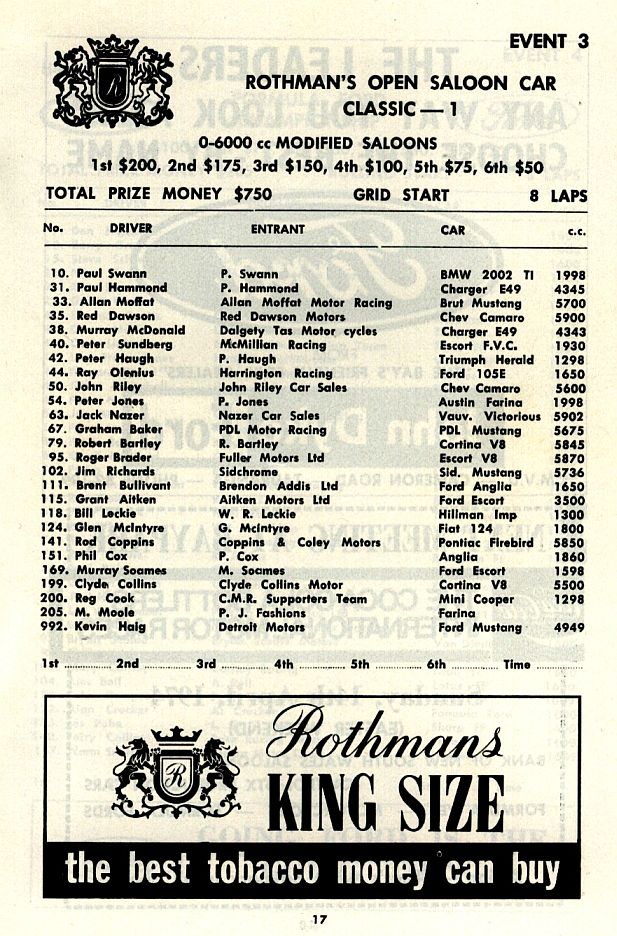 EVENT 3
R
ROTHMAN'S OPEN SALOON CAR
CLASSIC — 1
0-6000 cc MODIFIED SALOONS
1st $200, 2nd $175, 3rd $150, 4th $100, 5th $75, 6th $50
TOTAL PRIZE MONEY $750 GRID START 8 LAPS
No. DRIVER ENTRANT CAR c.c.
10. Paul Swann P. Swann BMW 2002 TI 1998
31. Paul Hammond P. Hammond Charger E49 4345
33. Allan Moffat Allan Moffat Motor Racing Brut Mustang 5700
35. Red Dawson Red Dawson Motors Chev Camaro 5900
38. Murray McDonald Dalgety Tas Motor cycles Charger E49 4343
40. Peter Sundberg McMillian Racing Escort F.V.C. 1930
42. Peter Haugh P. Haugh Triumph Herald 1298
44. Ray Olenius Harrington Racing Ford 105E 1650
50. John Riley John Riley Car Sales Chev Camaro 5600
54. Peter Jones P. Jones Austin Farina 1998
63. Jack Nazer Nazer Car Sales Vauv. Victorious 5902
67. Graham Baker PDL Motor Racing PDL Mustang 5675
79. Robert Bartley R. Bartley Cortina V8 5845
95. Roger Brader Fuller Motors Ltd Escort V8 5870
102. Jim Richards Sidchrome Sid. Mustang 5736
111. Brent Bullivant Brendon Addis Ltd Ford Anglia 1650
115. Grant Aitken Aitken Motors Ltd Ford Escort 3500
118. Bill Leckie W. R. Leckie Hillman Imp 1300
124. Glen McIntyre G. McIntyre Fiat 124 1800
141. Rod Coppins Coppins & Coley Motors Pontiac Firebird 5850
151. Phil Cox P. Cox Anglia 1860
169. Murray Soames M. Soames Ford Escort 1598
199. Clyde Collins Clyde Collins Motor Cortina V8 5500
200. Reg Cook C.M.R. Supporters Team Mini Cooper 1298
205. M. Moole P. J. Fashions Farina
992. Kevin Haig Detroit Motors Ford Mustang 4949
1st ............ 2nd ............ 3rd ............ 4th ............ 5th ............ 6th ............ Time ............
R
Rothmans
KING SIZE
the best tobacco money can buy
17